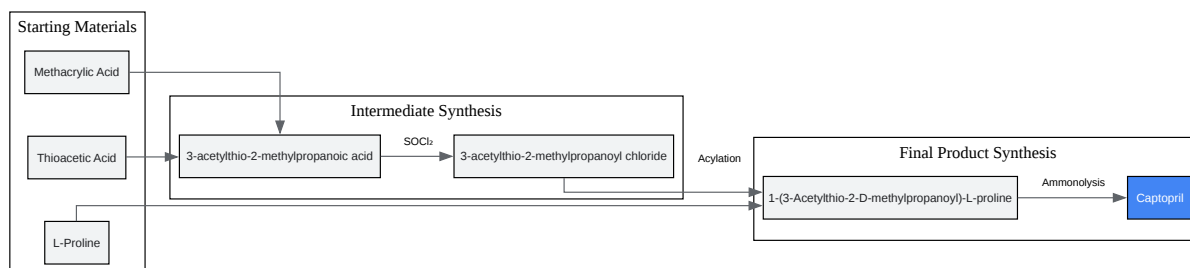 Starting Materials
Methacrylic Acid
Thioacetic Acid
L-Proline
Intermediate Synthesis
3-acetylthio-2-methylpropanoic acid
SOCl₂
3-acetylthio-2-methylpropanoyl chloride
Acylation
Final Product Synthesis
1-(3-Acetylthio-2-D-methylpropanoyl)-L-proline
Ammonolysis
Captopril